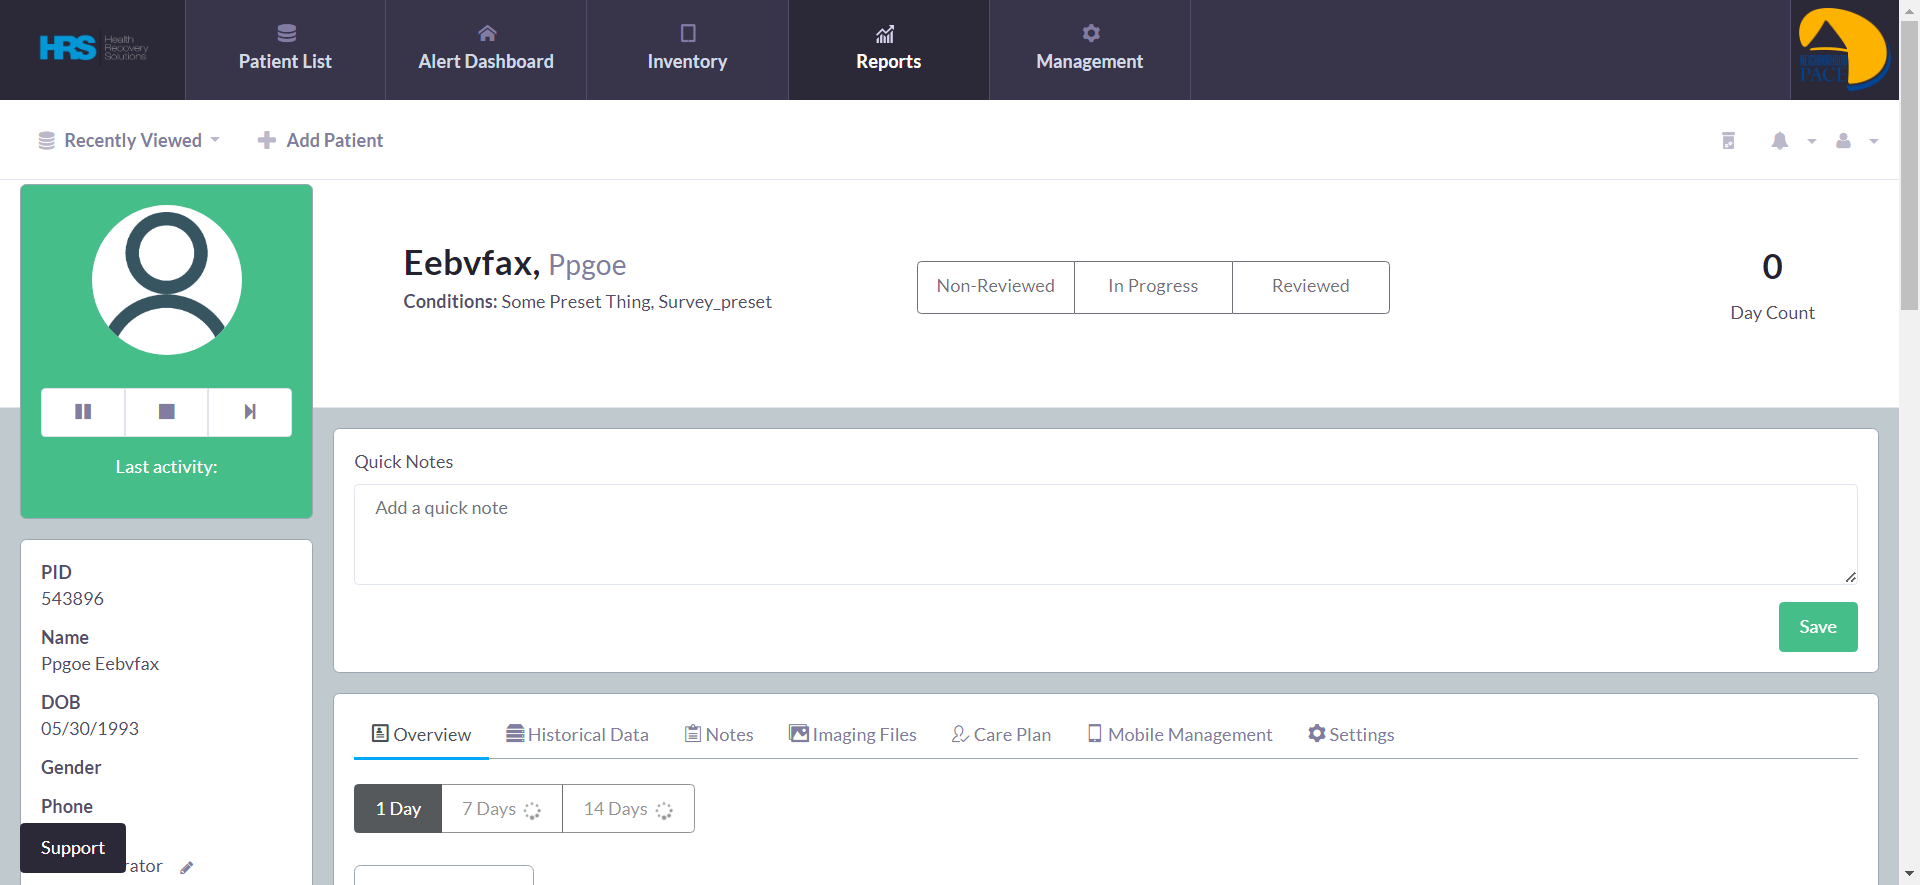 HRS Health Recovery Solutions
Patient List
Alert Dashboard
Inventory
Reports
Management
PACE
Recently Viewed
Add Patient
Eebvfax, Ppgoe
Conditions: Some Preset Thing, Survey_preset
Non-Reviewed
In Progress
Reviewed
0
Day Count
Last activity:
Quick Notes
Add a quick note
Save
PID
543896
Name
Ppgoe Eebvfax
DOB
05/30/1993
Gender
Phone
Support
rator
Overview
Historical Data
Notes
Imaging Files
Care Plan
Mobile Management
Settings
1 Day
7 Days
14 Days